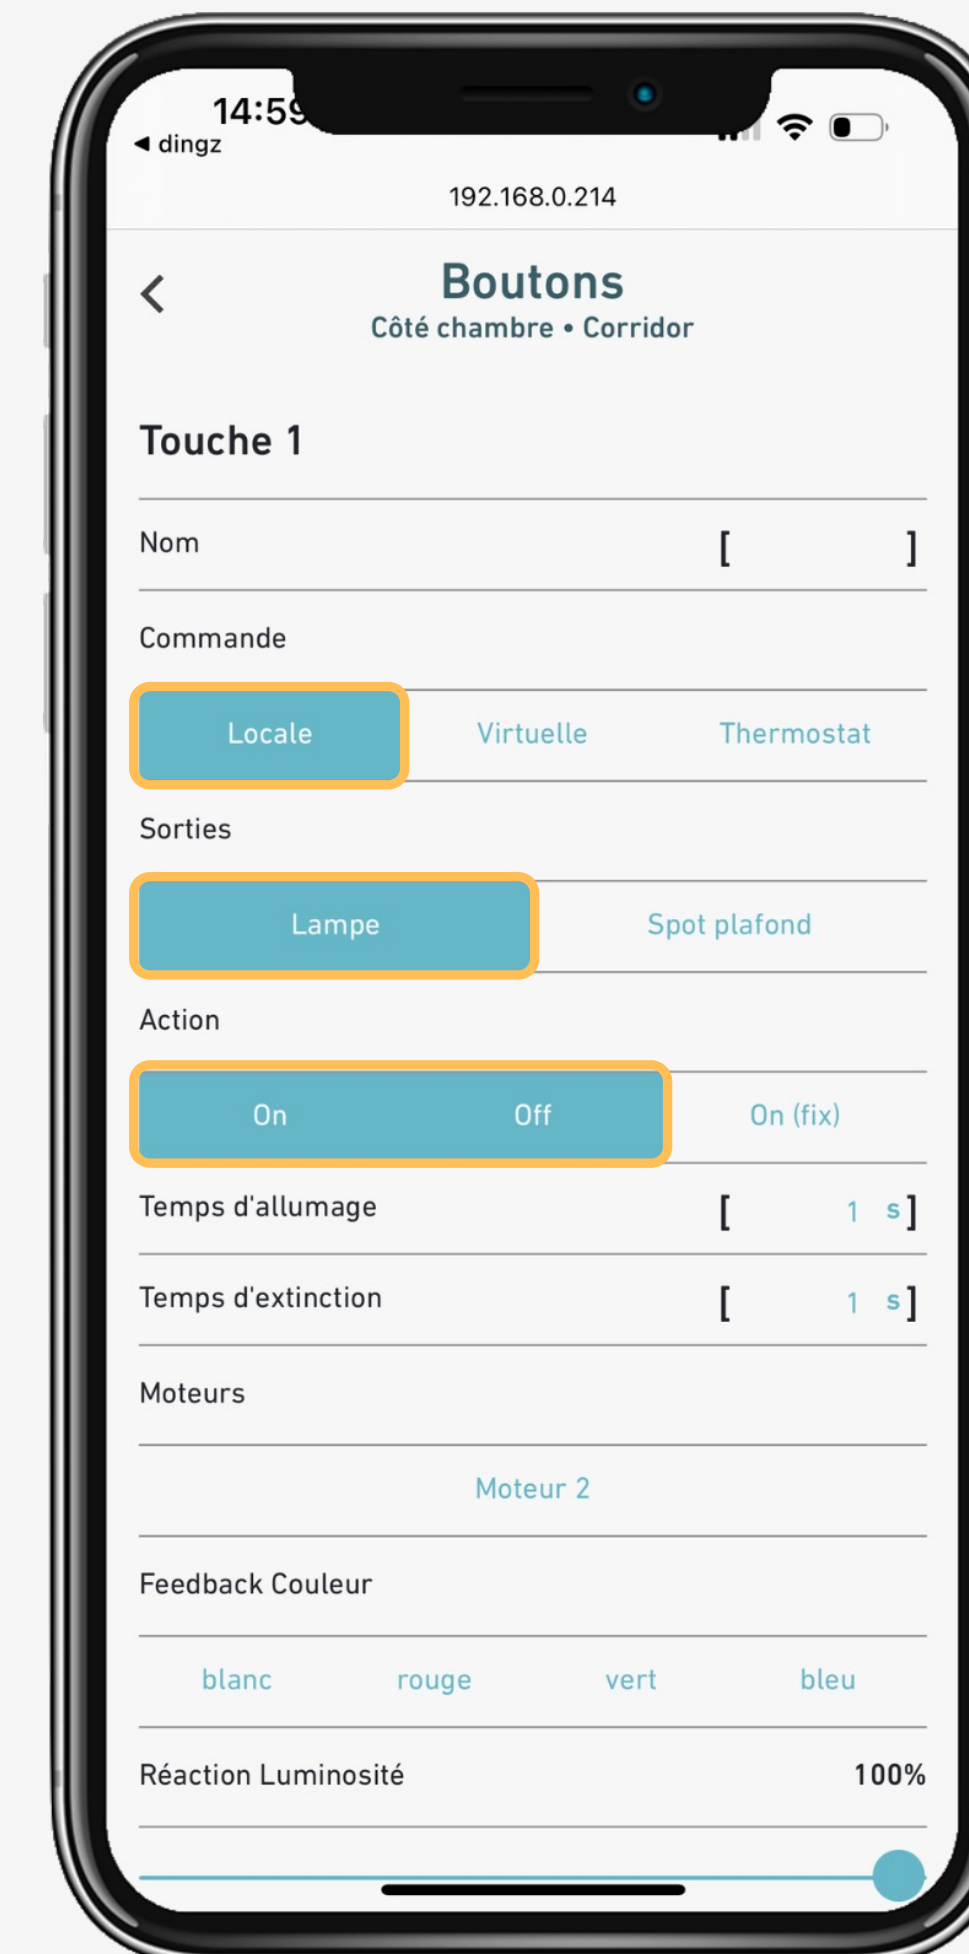 14:59
◀ dingz
192.168.0.214
Boutons
Côté chambre • Corridor
Touche 1
Nom [ ]
Commande
Locale Virtuelle Thermostat
Sorties
Lampe Spot plafond
Action
On Off On (fix)
Temps d'allumage [ 1 s]
Temps d'extinction [ 1 s]
Moteurs
Moteur 2
Feedback Couleur
blanc rouge vert bleu
Réaction Luminosité 100%